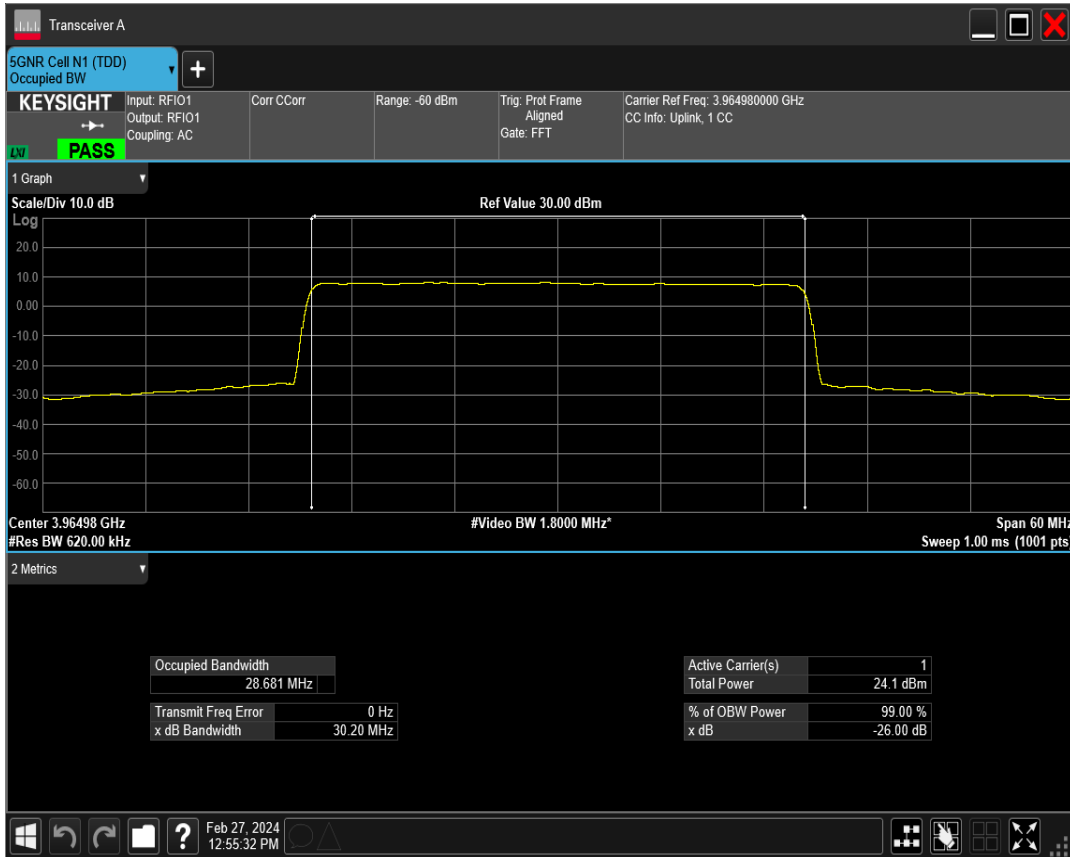 Transceiver A
5GNR Cell N1 (TDD)
Occupied BW
+
KEYSIGHT
LXI
PASS
Input: RFIO1
Output: RFIO1
Coupling: AC
Corr CCorr
Range: -60 dBm
Trig: Prot Frame
Aligned
Gate: FFT
Carrier Ref Freq: 3.964980000 GHz
CC Info: Uplink, 1 CC
1 Graph
Scale/Div 10.0 dB
Ref Value 30.00 dBm
Log
20.0
10.0
0.00
-10.0
-20.0
-30.0
-40.0
-50.0
-60.0
Center 3.96498 GHz
#Video BW 1.8000 MHz*
Span 60 MHz
#Res BW 620.00 kHz
Sweep 1.00 ms (1001 pts)
2 Metrics
Occupied Bandwidth
28.681 MHz
Transmit Freq Error 0 Hz
x dB Bandwidth 30.20 MHz
Active Carrier(s) 1
Total Power 24.1 dBm
% of OBW Power 99.00 %
x dB -26.00 dB
?
Feb 27, 2024
12:55:32 PM